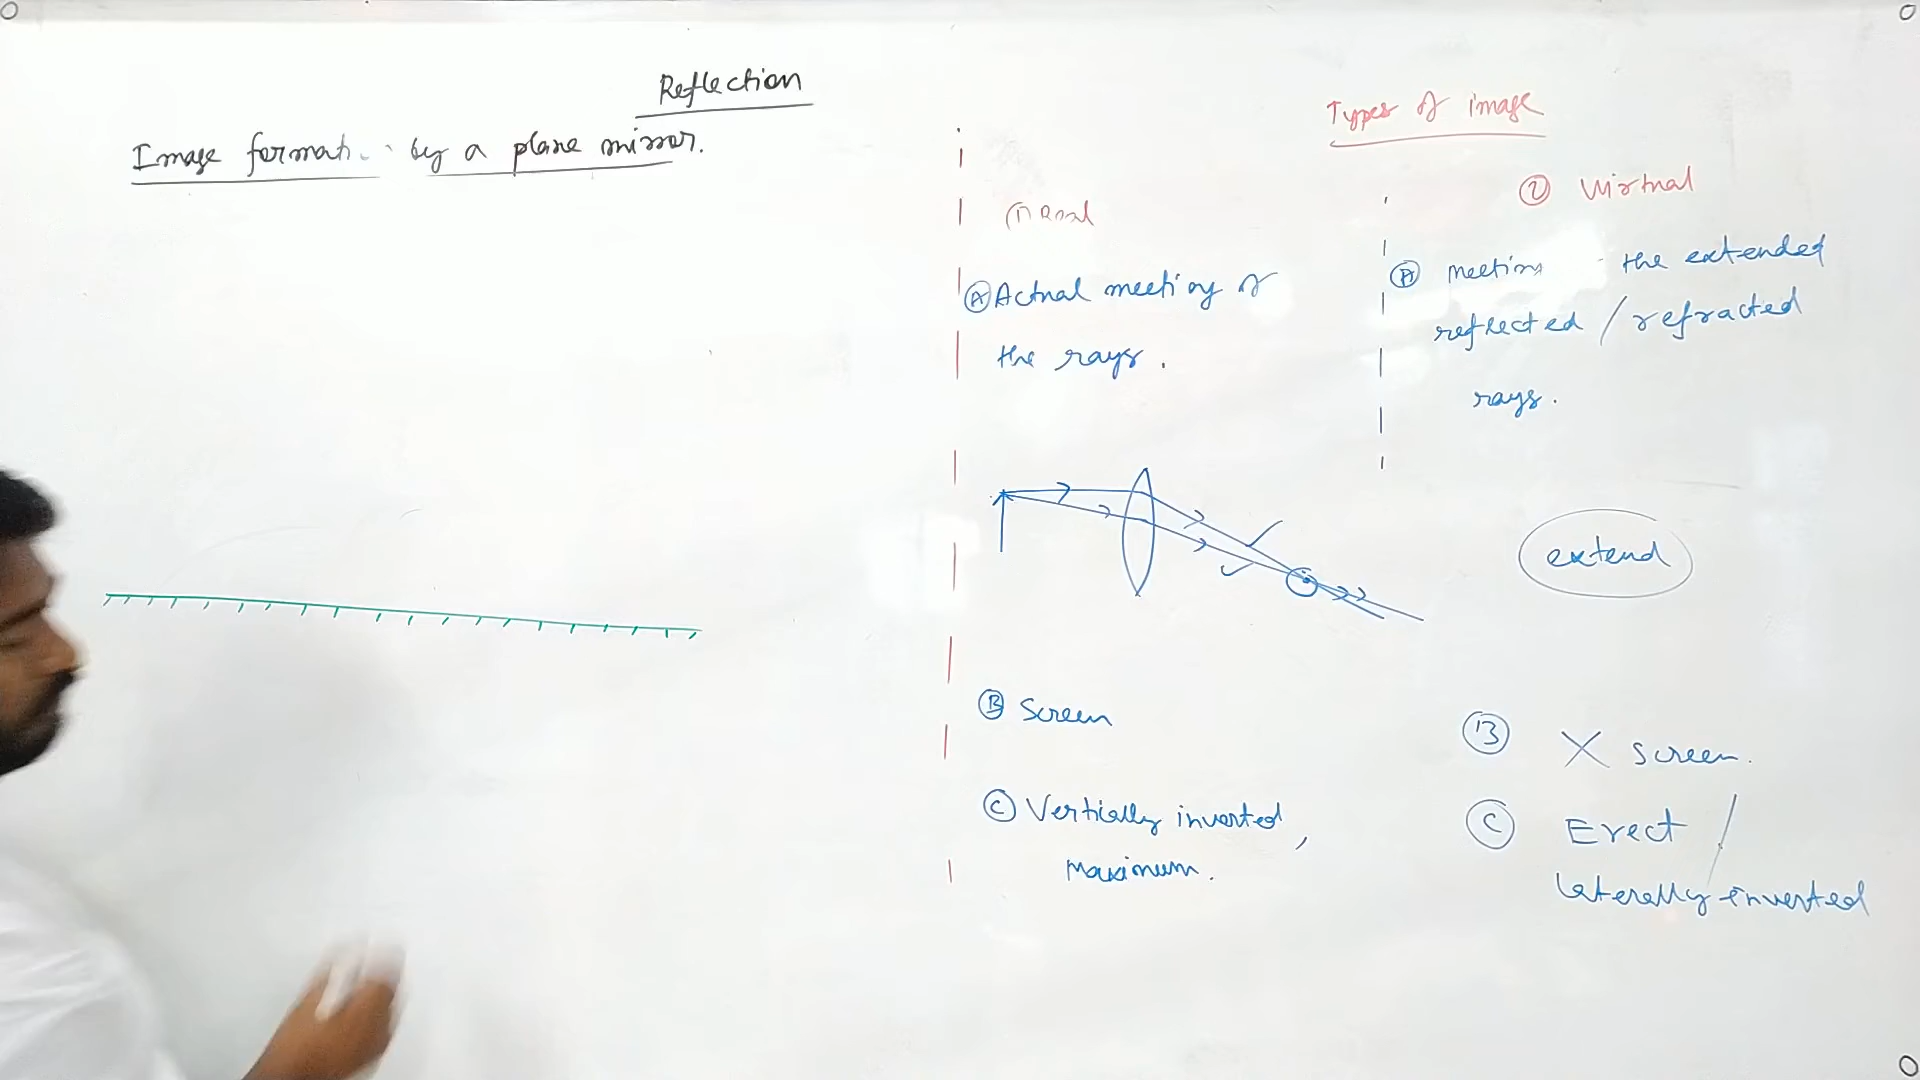 Reflection
Image formati by a plane mirror.
Types of image
(1) Real
(2) Virtual
(A) Actual meeting of
the rays.
(A) Meeting the extended
reflected / refracted
rays.
extend
(B) Screen
(C) Vertically inverted,
Maximum.
(B) X Screen.
(C) Erect /
laterally inverted